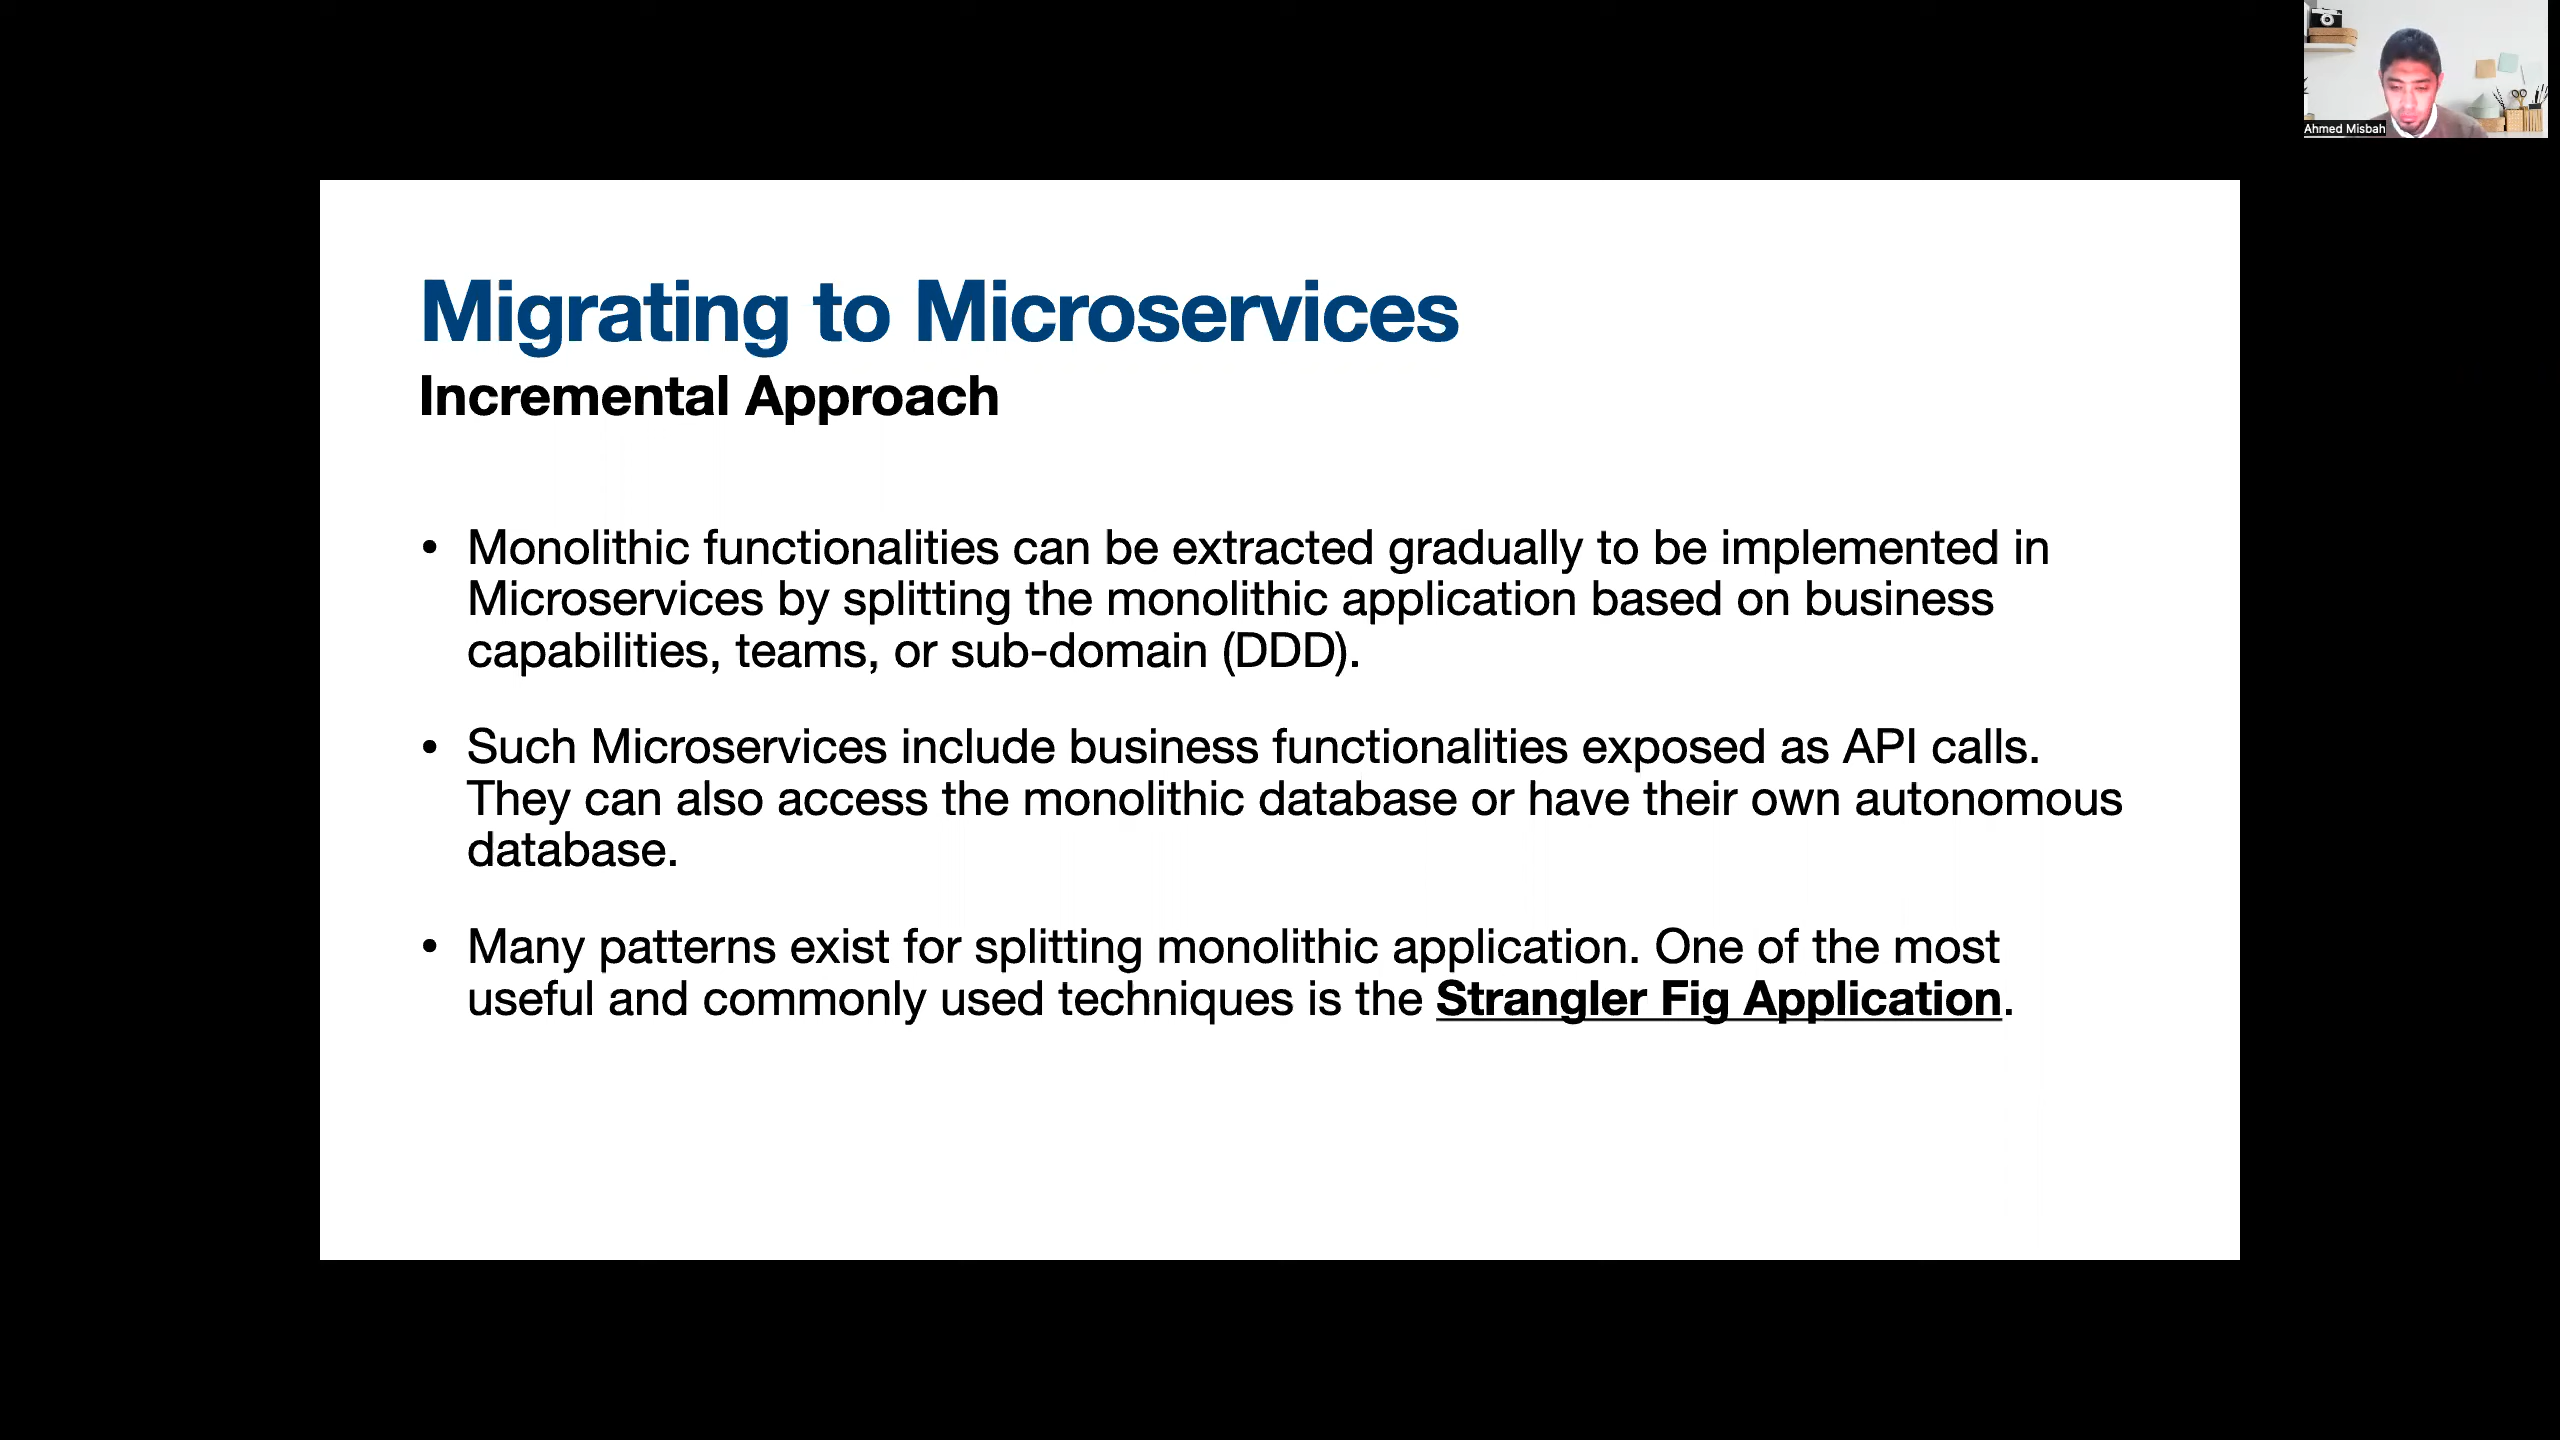 Ahmed Misbah
Migrating to Microservices
Incremental Approach
• Monolithic functionalities can be extracted gradually to be implemented in
Microservices by splitting the monolithic application based on business
capabilities, teams, or sub-domain (DDD).
• Such Microservices include business functionalities exposed as API calls.
They can also access the monolithic database or have their own autonomous
database.
• Many patterns exist for splitting monolithic application. One of the most
useful and commonly used techniques is the Strangler Fig Application.